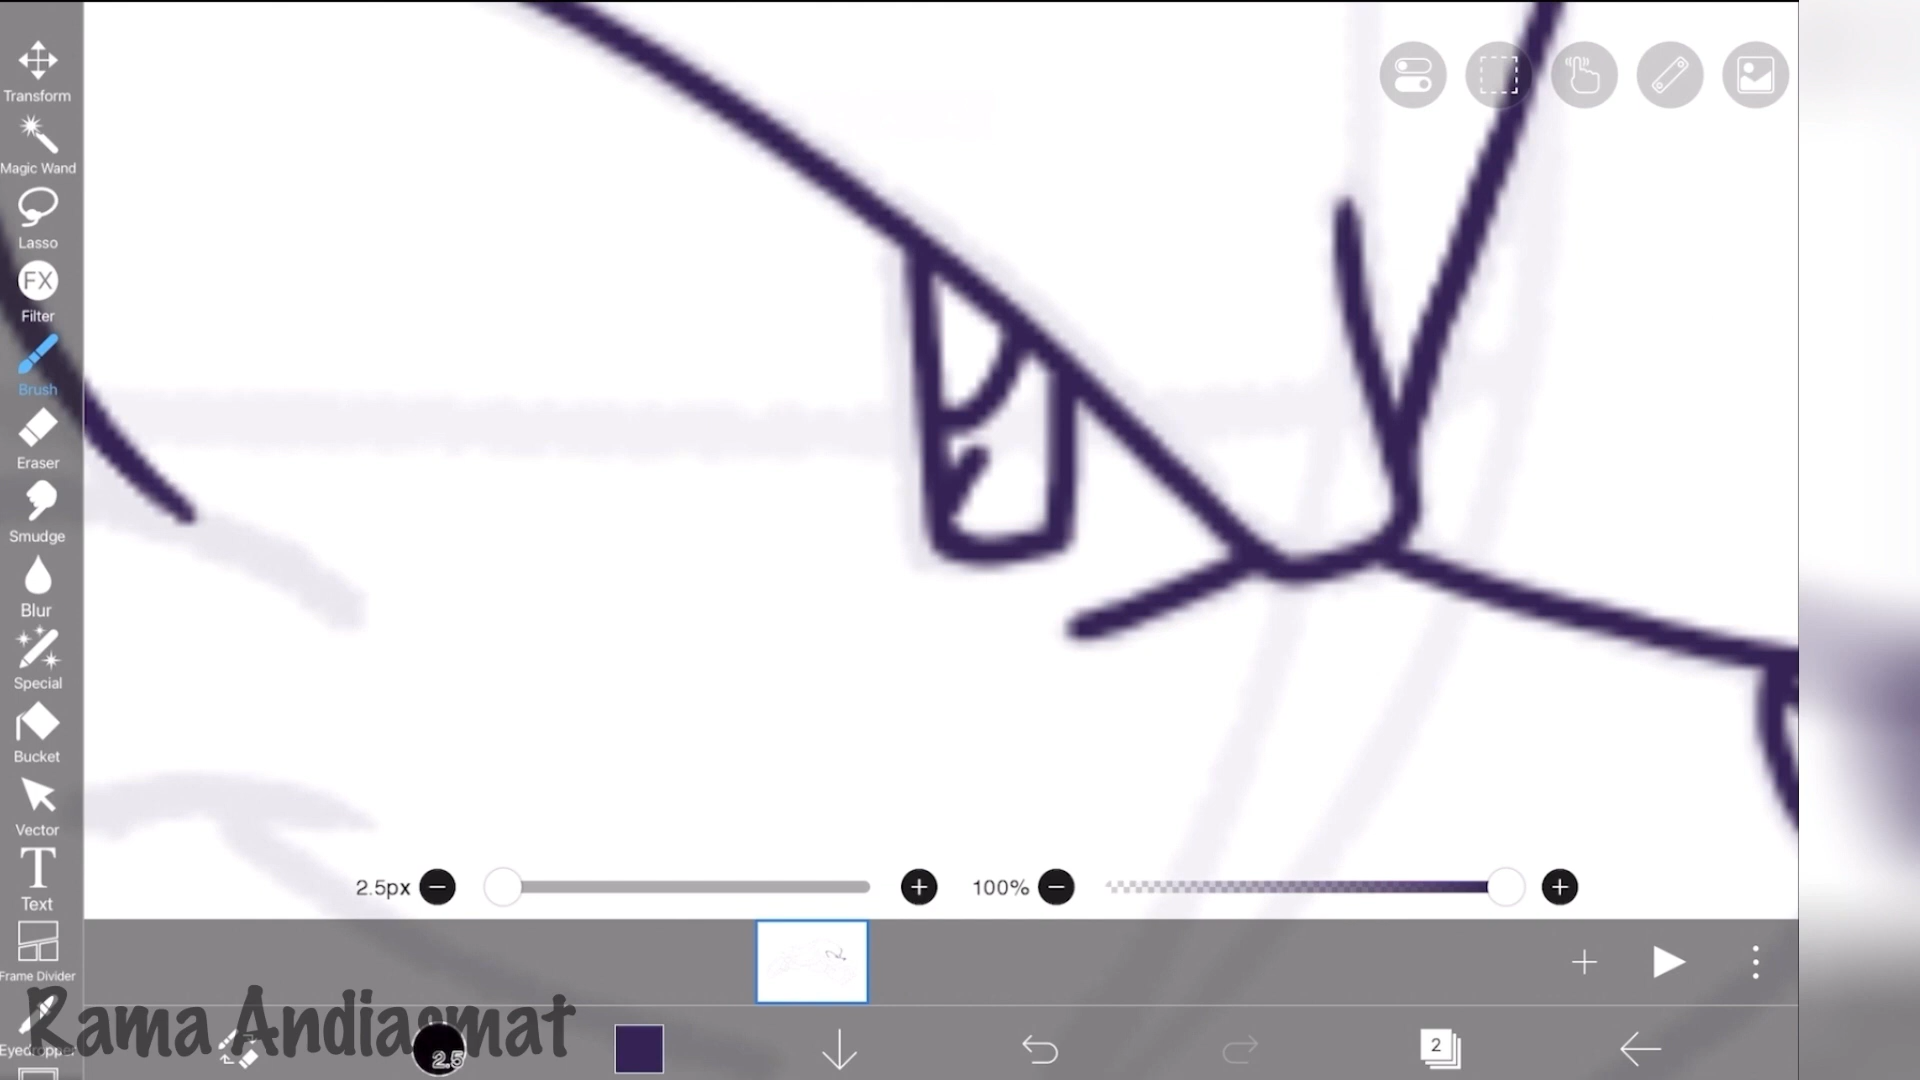 Transform
Magic Wand
Lasso
FX
Filter
Brush
Eraser
Smudge
Blur
Special
Bucket
Vector
T
Text
Frame Divider
Eyedropper
2.5px
100%
Rama Andiasmat
2.5
2